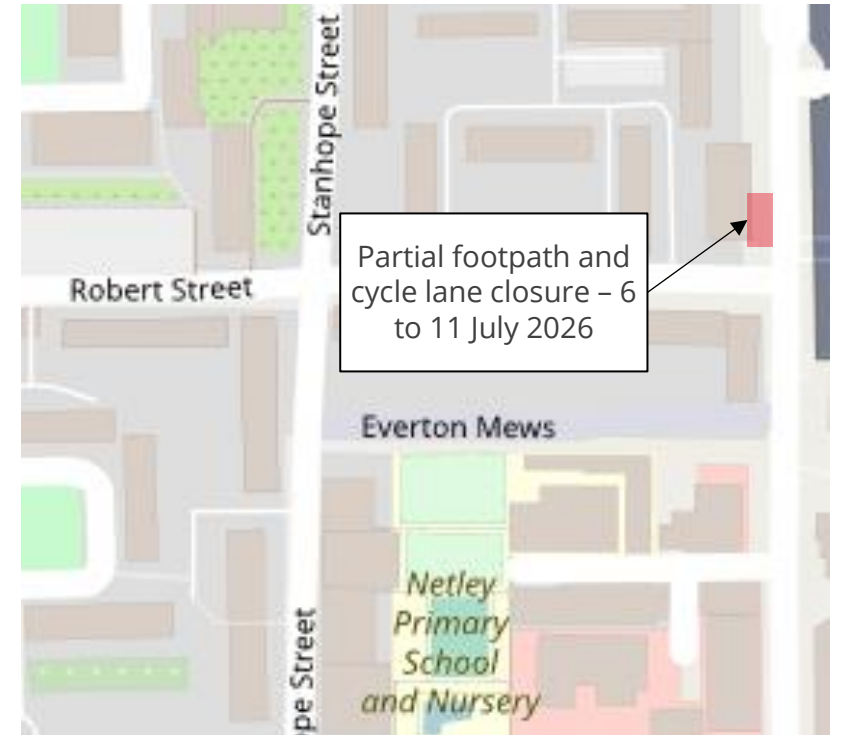 Stanhope Street
Partial footpath and
cycle lane closure – 6
to 11 July 2026
Robert Street
Everton Mews
Netley
Primary
School
and Nursery
ope Street